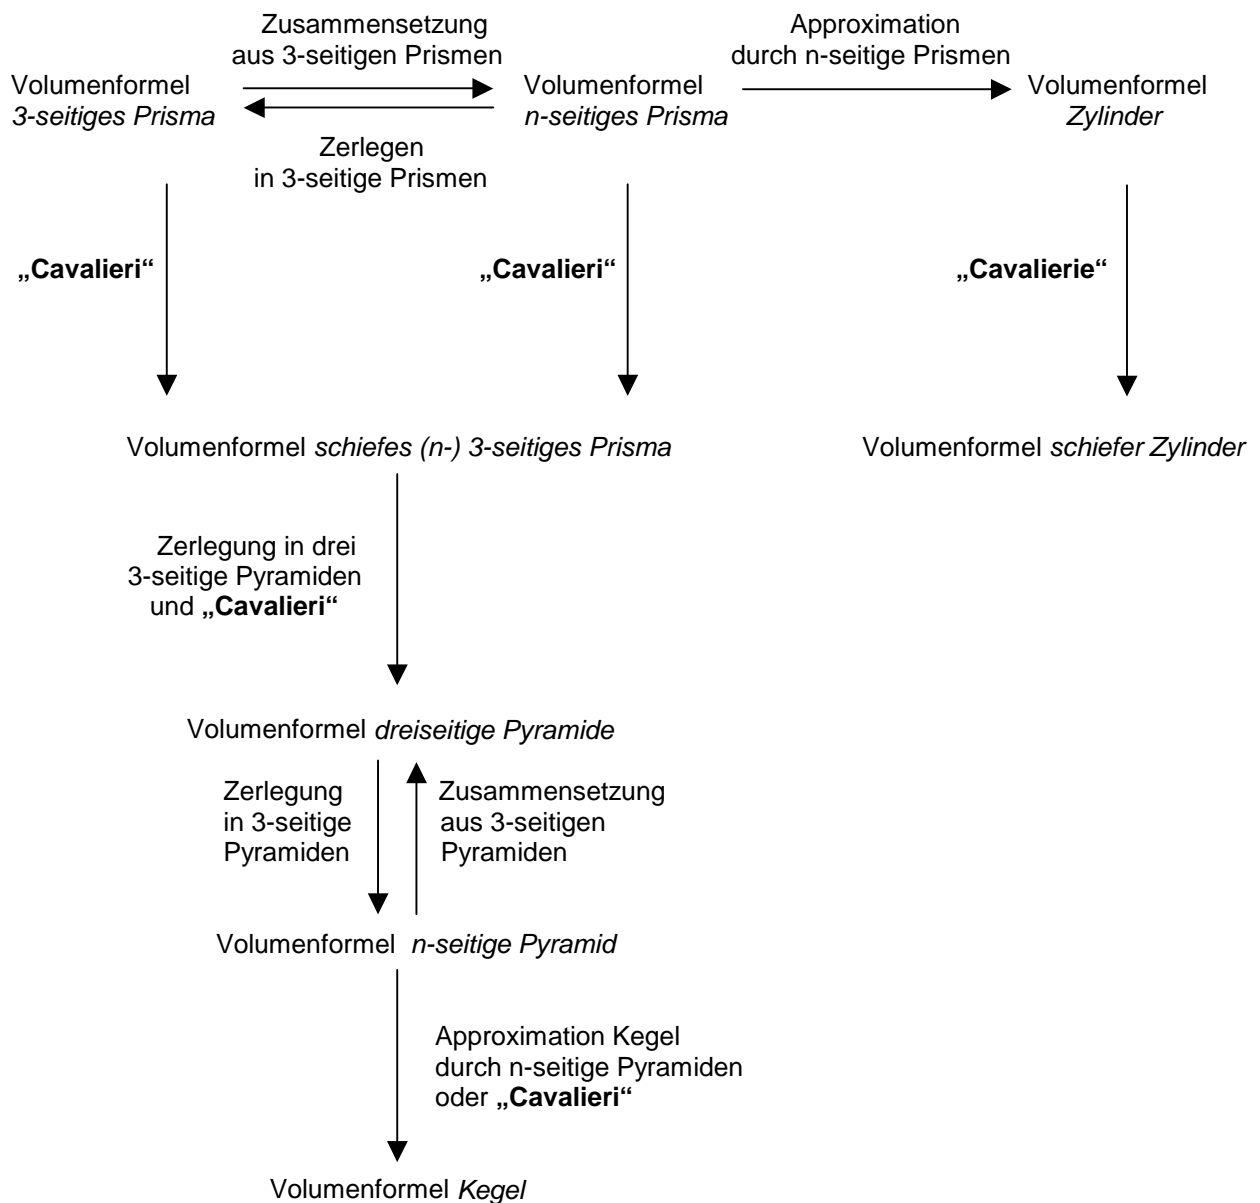 Zusammensetzung
aus 3-seitigen Prismen
Approximation
durch n-seitige Prismen
Volumenformel
3-seitiges Prisma
Volumenformel
n-seitiges Prisma
Volumenformel
Zylinder
Zerlegen
in 3-seitige Prismen
„Cavalieri“
„Cavalieri“
„Cavalierie“
Volumenformel schiefes (n-) 3-seitiges Prisma
Volumenformel schiefer Zylinder
Zerlegung in drei
3-seitige Pyramiden
und „Cavalieri“
Volumenformel dreiseitige Pyramide
Zerlegung
in 3-seitige
Pyramiden
Zusammensetzung
aus 3-seitigen
Pyramiden
Volumenformel n-seitige Pyramid
Approximation Kegel
durch n-seitige Pyramiden
oder „Cavalieri“
Volumenformel Kegel